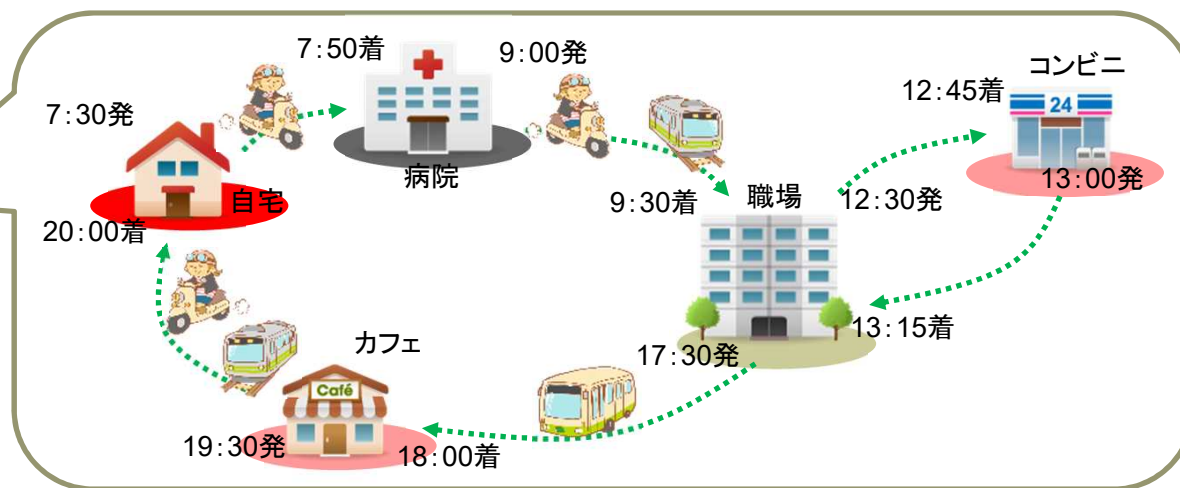 7:30発
自宅
7:50着
病院
9:00発
9:30着
職場
12:30発
12:45着
コンビニ
24
13:00発
13:15着
17:30発
18:00着
カフェ
Café
19:30発
20:00着